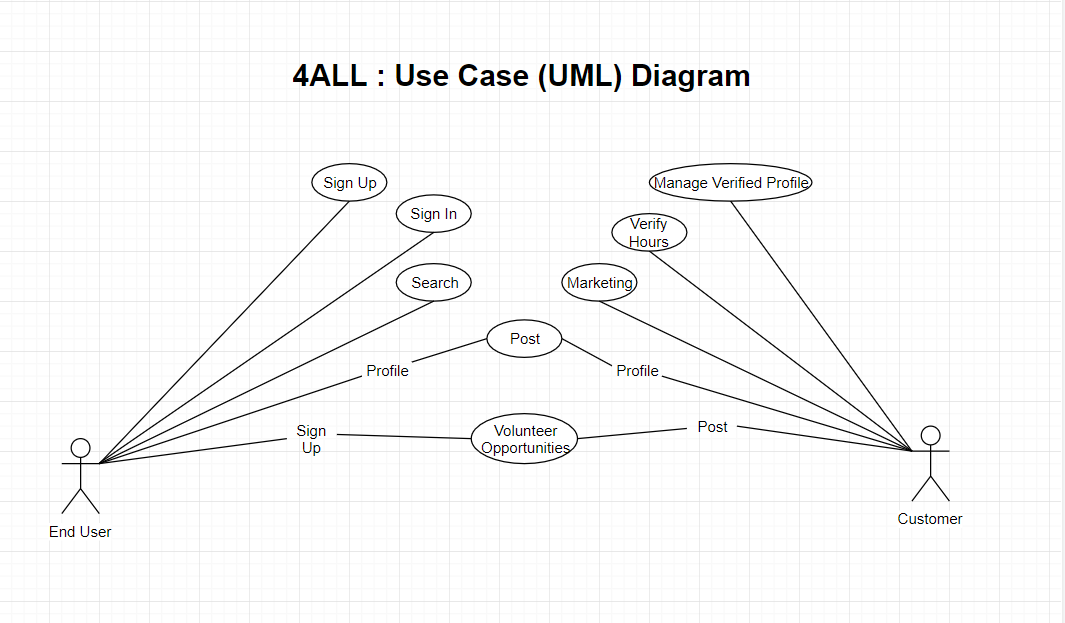 4ALL : Use Case (UML) Diagram
Sign Up
Manage Verified Profile
Sign In
Verify
Hours
Search
Marketing
Post
Profile
Profile
Sign
Up
Volunteer
Opportunities
Post
End User
Customer